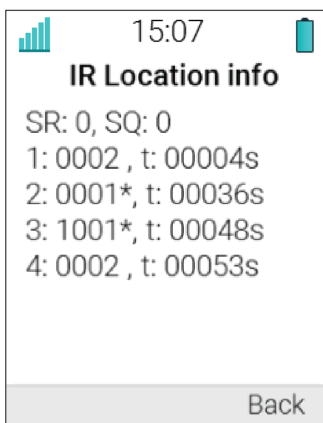 15:07
IR Location info
SR: 0, SQ: 0
1: 0002 , t: 00004s
2: 0001*, t: 00036s
3: 1001*, t: 00048s
4: 0002 , t: 00053s
Back